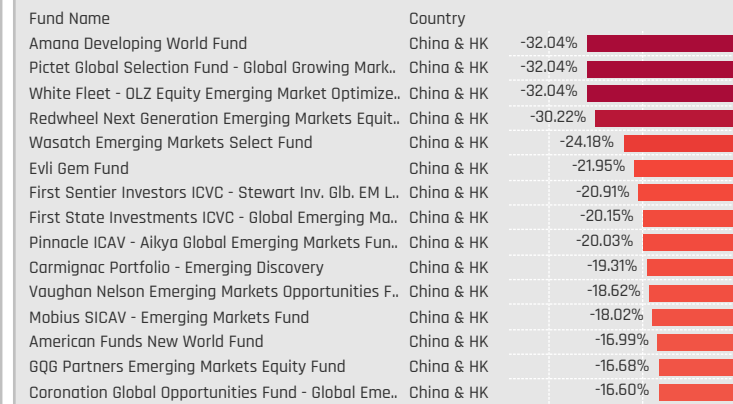 Fund Name Country
Amana Developing World Fund China & HK -32.04%
Pictet Global Selection Fund - Global Growing Mark.. China & HK -32.04%
White Fleet - OLZ Equity Emerging Market Optimize.. China & HK -32.04%
Redwheel Next Generation Emerging Markets Equit.. China & HK -30.22%
Wasatch Emerging Markets Select Fund China & HK -24.18%
Evli Gem Fund China & HK -21.95%
First Sentier Investors ICVC - Stewart Inv. Glb. EM L.. China & HK -20.91%
First State Investments ICVC - Global Emerging Ma.. China & HK -20.15%
Pinnacle ICAV - Aikya Global Emerging Markets Fun.. China & HK -20.03%
Carmignac Portfolio - Emerging Discovery China & HK -19.31%
Vaughan Nelson Emerging Markets Opportunities F.. China & HK -18.62%
Mobius SICAV - Emerging Markets Fund China & HK -18.02%
American Funds New World Fund China & HK -16.99%
GQG Partners Emerging Markets Equity Fund China & HK -16.68%
Coronation Global Opportunities Fund - Global Eme.. China & HK -16.60%